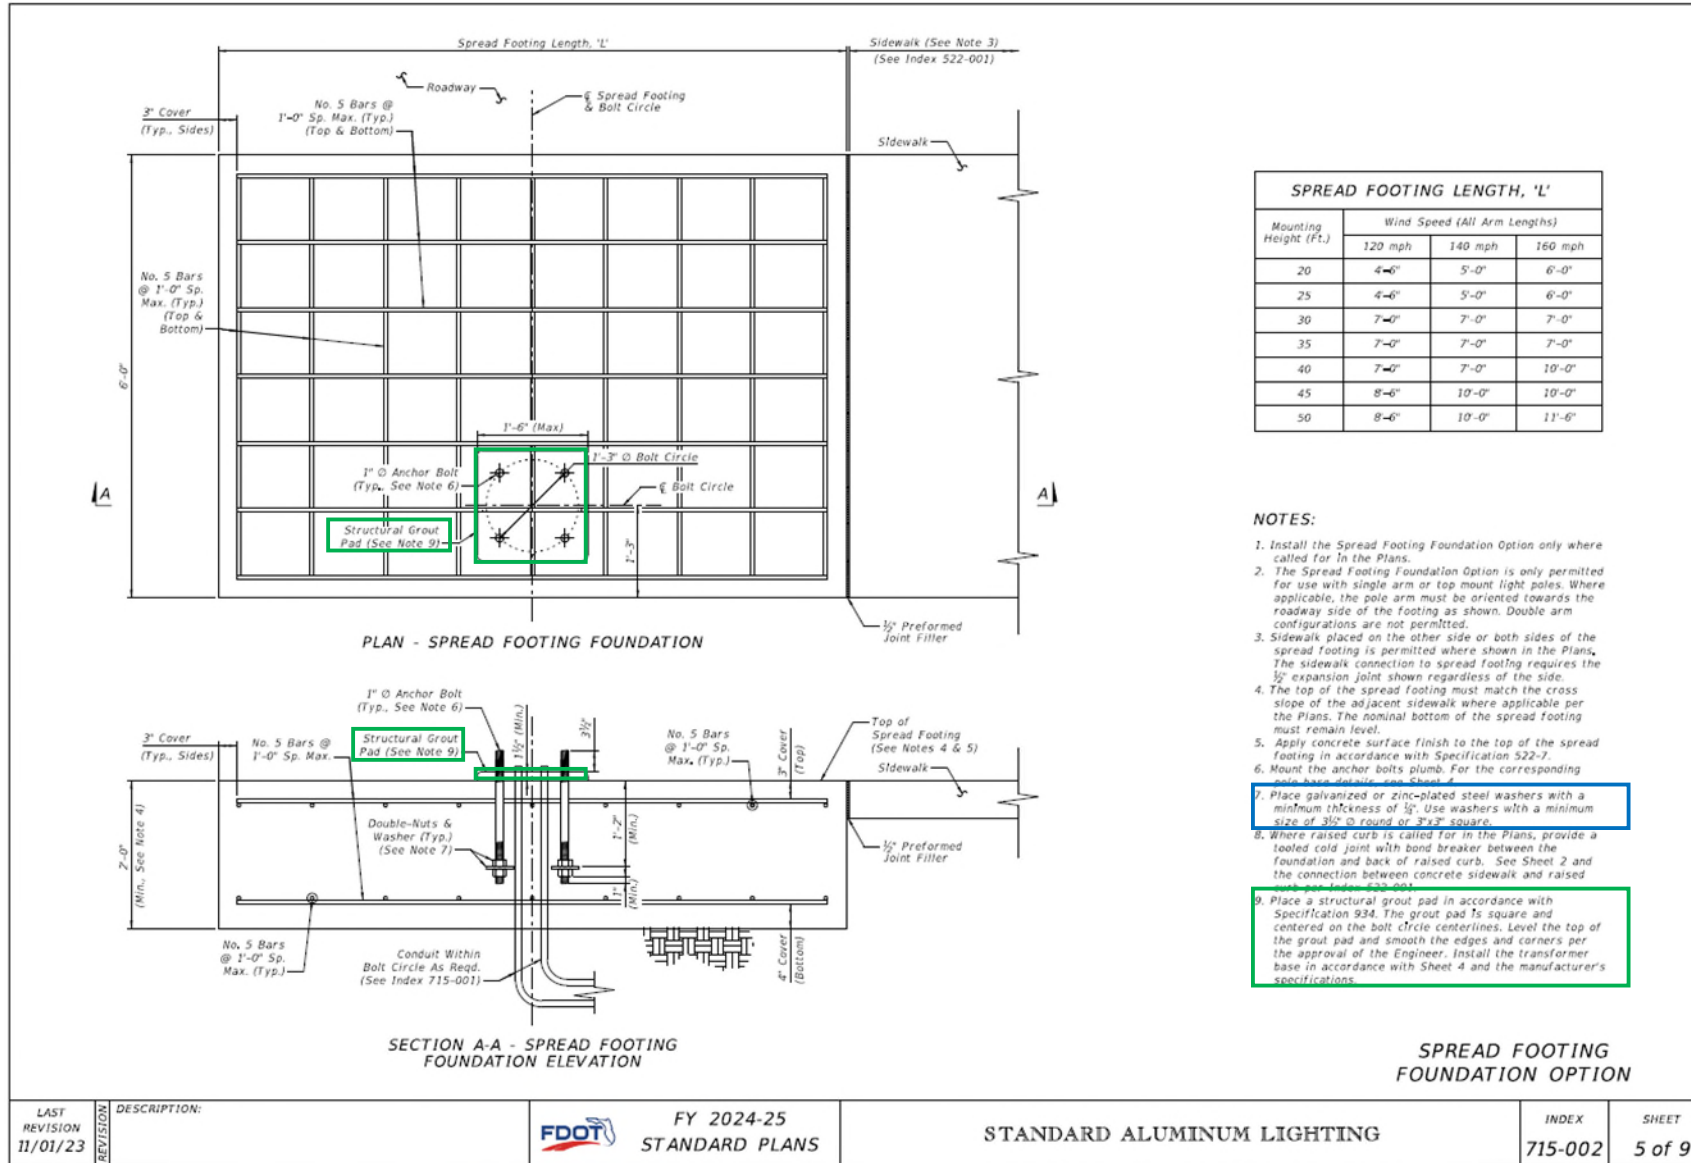 Spread Footing Length, 'L'
Sidewalk (See Note 3)
(See Index 522-001)
Roadway
℄ Spread Footing
& Bolt Circle
No. 5 Bars @
1'-0" Sp. Max. (Typ.)
(Top & Bottom)
3" Cover
(Typ., Sides)
Sidewalk
No. 5 Bars
@ 1'-0" Sp.
Max. (Typ.)
(Top &
Bottom)
6'-0"
1'-6" (Max)
1'-3" Ø Bolt Circle
1" Ø Anchor Bolt
(Typ., See Note 6)
℄ Bolt Circle
A
A
Structural Grout
Pad (See Note 9)
1'-3"
½" Preformed
Joint Filler
PLAN - SPREAD FOOTING FOUNDATION
SPREAD FOOTING LENGTH, 'L'
Mounting
Height (Ft.)
Wind Speed (All Arm Lengths)
120 mph 140 mph 160 mph
20 4'-6" 5'-0" 6'-0"
25 4'-6" 5'-0" 6'-0"
30 7'-0" 7'-0" 7'-0"
35 7'-0" 7'-0" 7'-0"
40 7'-0" 7'-0" 10'-0"
45 8'-6" 10'-0" 10'-0"
50 8'-6" 10'-0" 11'-6"
NOTES:
1. Install the Spread Footing Foundation Option only where
called for in the Plans.
2. The Spread Footing Foundation Option is only permitted
for use with single arm or top mount light poles. Where
applicable, the pole arm must be oriented towards the
roadway side of the footing as shown. Double arm
configurations are not permitted.
3. Sidewalk placed on the other side or both sides of the
spread footing is permitted where shown in the Plans.
The sidewalk connection to spread footing requires the
½" expansion joint shown regardless of the side.
4. The top of the spread footing must match the cross
slope of the adjacent sidewalk where applicable per
the Plans. The nominal bottom of the spread footing
must remain level.
5. Apply concrete surface finish to the top of the spread
footing in accordance with Specification 522-7.
6. Mount the anchor bolts plumb. For the corresponding
pole base details, see Sheet 4.
7. Place galvanized or zinc-plated steel washers with a
minimum thickness of ⅛". Use washers with a minimum
size of 3½" Ø round or 3"x3" square.
8. Where raised curb is called for in the Plans, provide a
tooled cold joint with bond breaker between the
foundation and back of raised curb. See Sheet 2 and
the connection between concrete sidewalk and raised
curb per Index 522-001.
9. Place a structural grout pad in accordance with
Specification 934. The grout pad is square and
centered on the bolt circle centerlines. Level the top of
the grout pad and smooth the edges and corners per
the approval of the Engineer. Install the transformer
base in accordance with Sheet 4 and the manufacturer's
specifications.
1" Ø Anchor Bolt
(Typ., See Note 6)
1½" (Min.)
3½"
Structural Grout
Pad (See Note 9)
3" Cover
(Typ., Sides)
No. 5 Bars @
1'-0" Sp. Max.
No. 5 Bars
@ 1'-0" Sp.
Max. (Typ.)
3" Cover
(Top)
Top of
Spread Footing
(See Notes 4 & 5)
Sidewalk
2'-0"
(Min., See Note 4)
Double-Nuts &
Washer (Typ.)
(See Note 7)
1'-2"
(Min.)
1"
(Min.)
½" Preformed
Joint Filler
No. 5 Bars
@ 1'-0" Sp.
Max. (Typ.)
Conduit Within
Bolt Circle As Reqd.
(See Index 715-001)
4" Cover
(Bottom)
SECTION A-A - SPREAD FOOTING
FOUNDATION ELEVATION
SPREAD FOOTING
FOUNDATION OPTION
LAST
REVISION
11/01/23
REVISION
DESCRIPTION:
FDOT
FY 2024-25
STANDARD PLANS
STANDARD ALUMINUM LIGHTING
INDEX
715-002
SHEET
5 of 9